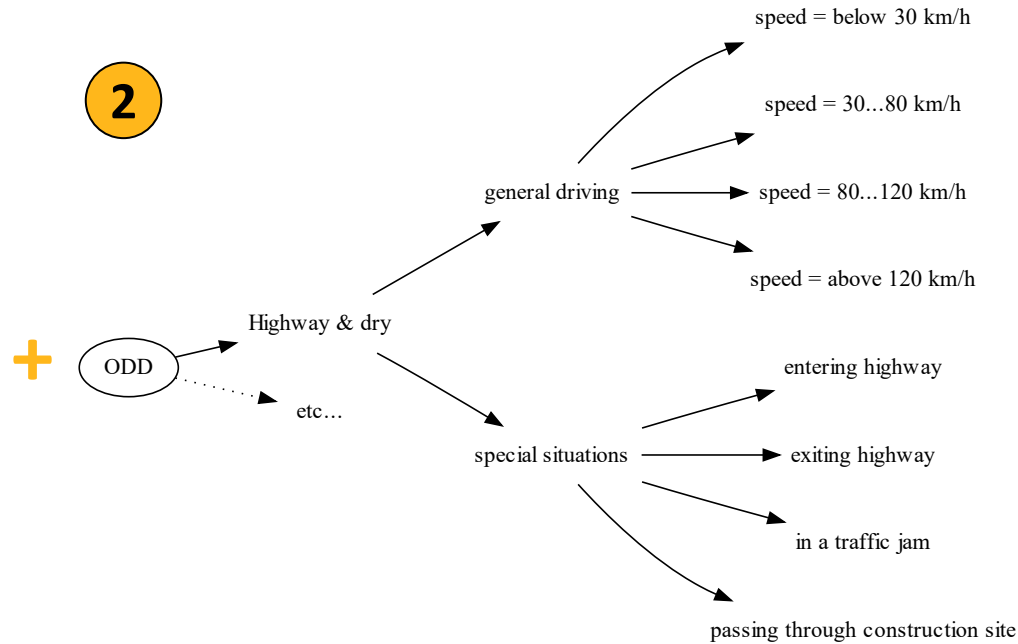 2
+
ODD
Highway & dry
etc...
general driving
speed = below 30 km/h
speed = 30...80 km/h
speed = 80...120 km/h
speed = above 120 km/h
special situations
entering highway
exiting highway
in a traffic jam
passing through construction site